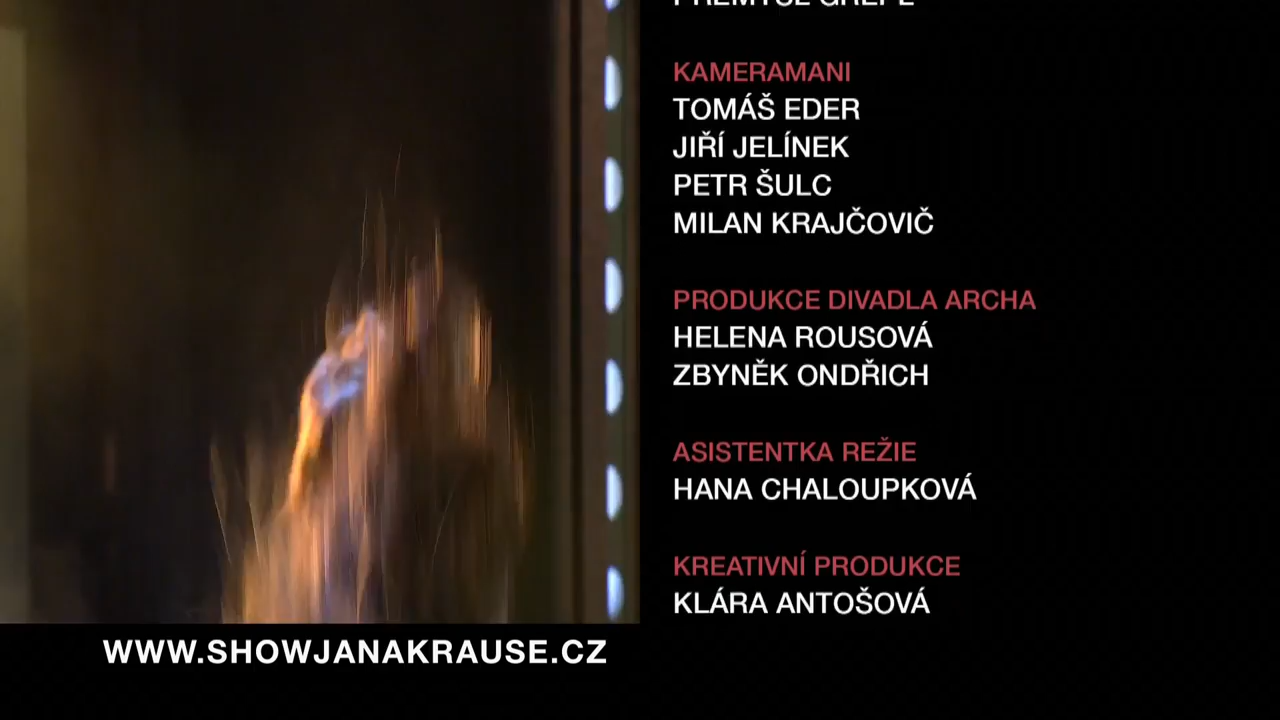 KAMERAMANI
TOMÁŠ EDER
JIŘÍ JELÍNEK
PETR ŠULC
MILAN KRAJČOVIČ
PRODUKCE DIVADLA ARCHA
HELENA ROUSOVÁ
ZBYNĚK ONDŘICH
ASISTENTKA REŽIE
HANA CHALOUPKOVÁ
KREATIVNÍ PRODUKCE
KLÁRA ANTOŠOVÁ
WWW.SHOWJANAKRAUSE.CZ